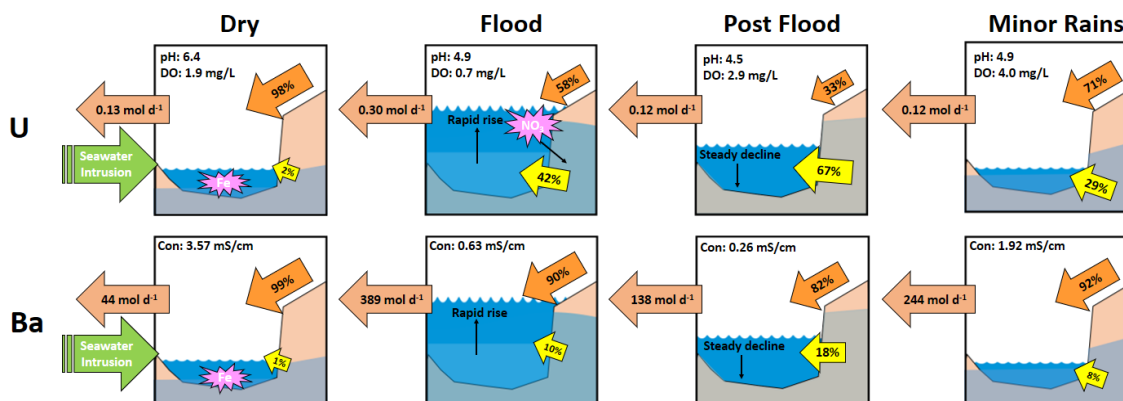 Dry
Flood
Post Flood
Minor Rains
U
pH: 6.4
DO: 1.9 mg/L
98%
0.13 mol d⁻¹
Seawater
Intrusion
Fe
2%
pH: 4.9
DO: 0.7 mg/L
58%
0.30 mol d⁻¹
Rapid rise
NO₃
42%
pH: 4.5
DO: 2.9 mg/L
33%
0.12 mol d⁻¹
Steady decline
67%
pH: 4.9
DO: 4.0 mg/L
71%
0.12 mol d⁻¹
29%
Ba
Con: 3.57 mS/cm
99%
44 mol d⁻¹
Seawater
Intrusion
Fe
1%
Con: 0.63 mS/cm
90%
389 mol d⁻¹
Rapid rise
10%
Con: 0.26 mS/cm
82%
138 mol d⁻¹
Steady decline
18%
Con: 1.92 mS/cm
92%
244 mol d⁻¹
8%